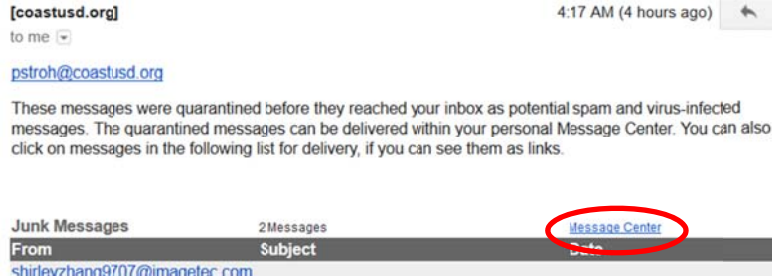 [coastusd.org] 4:17 AM (4 hours ago)
to me
pstroh@coastusd.org
These messages were quarantined before they reached your inbox as potential spam and virus-infected
messages. The quarantined messages can be delivered within your personal Message Center. You can also
click on messages in the following list for delivery, if you can see them as links.
Junk Messages 2Messages Message Center
From Subject Date
shirleyzhang9707@imagetec.com